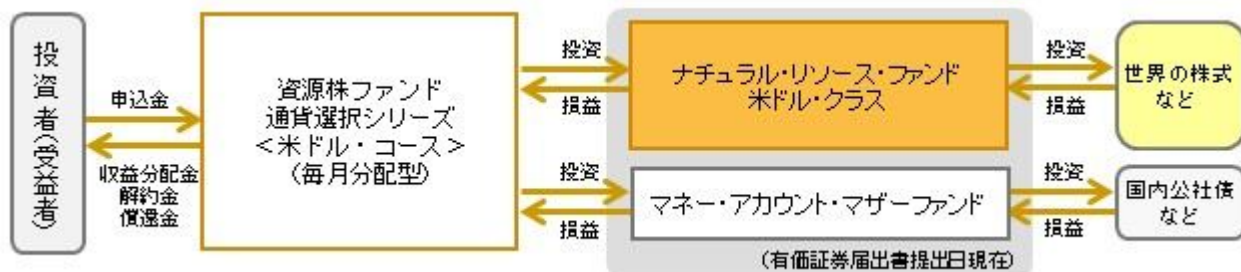 投資者(受益者)
申込金
収益分配金
解約金
償還金
資源株ファンド
通貨選択シリーズ
<米ドル・コース>
(毎月分配型)
投資
損益
ナチュラル・リソース・ファンド
米ドル・クラス
投資
損益
世界の株式
など
投資
損益
マネー・アカウント・マザーファンド
投資
損益
国内公社債
など
(有価証券届出書提出日現在)